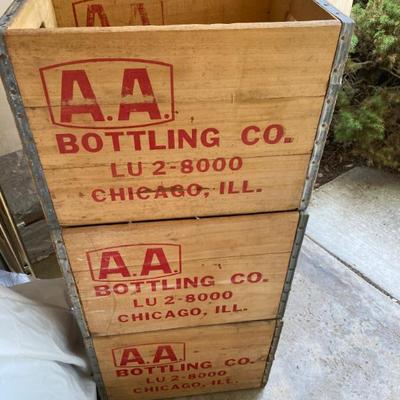 A.A.
BOTTLING CO.
LU 2-8000
CHICAGO, ILL.
A.A.
BOTTLING CO.
LU 2-8000
CHICAGO, ILL.
A.A.
BOTTLING CO.
LU 2-8000
CHICAGO, ILL.